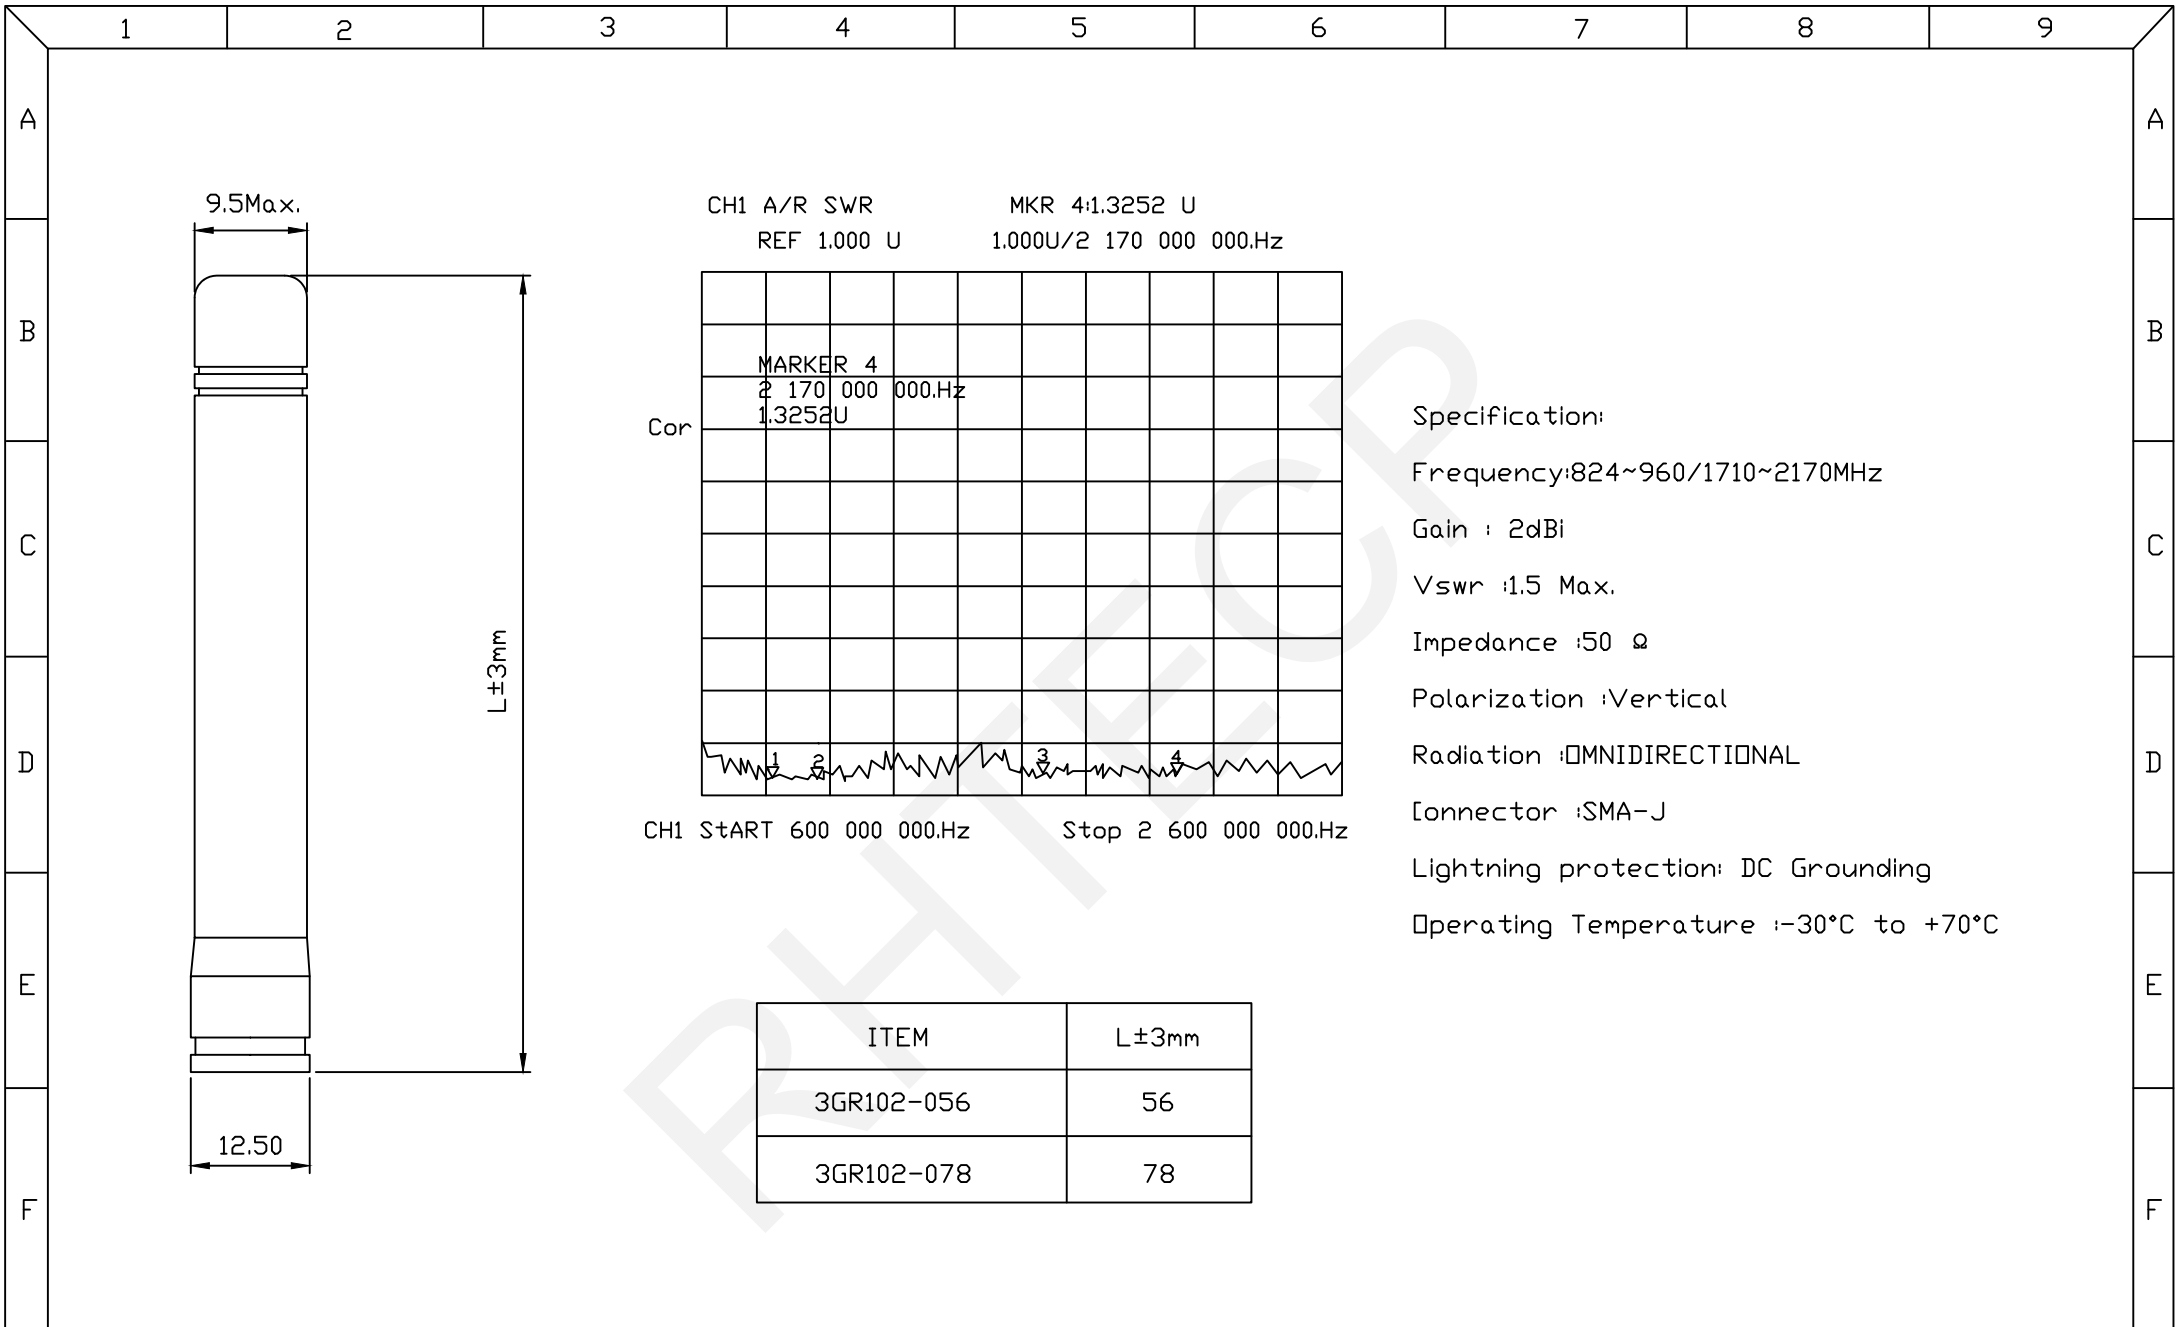 1 2 3 4 5 6 7 8 9
A A
B B
C C
D D
E E
F F
9.5Max.
L±3mm
12.50
CH1 A/R SWR MKR 4:1.3252 U
REF 1.000 U 1.000U/2 170 000 000.Hz
MARKER 4
2 170 000 000.Hz
1.3252U
Cor
1 2 3 4
CH1 StART 600 000 000.Hz Stop 2 600 000 000.Hz
Specification:
Frequency:824~960/1710~2170MHz
Gain : 2dBi
Vswr :1.5 Max.
Impedance :50 Ω
Polarization :Vertical
Radiation :OMNIDIRECTIONAL
Connector :SMA-J
Lightning protection: DC Grounding
Operating Temperature :-30°C to +70°C
ITEM L±3mm
3GR102-056 56
3GR102-078 78
RHTECP